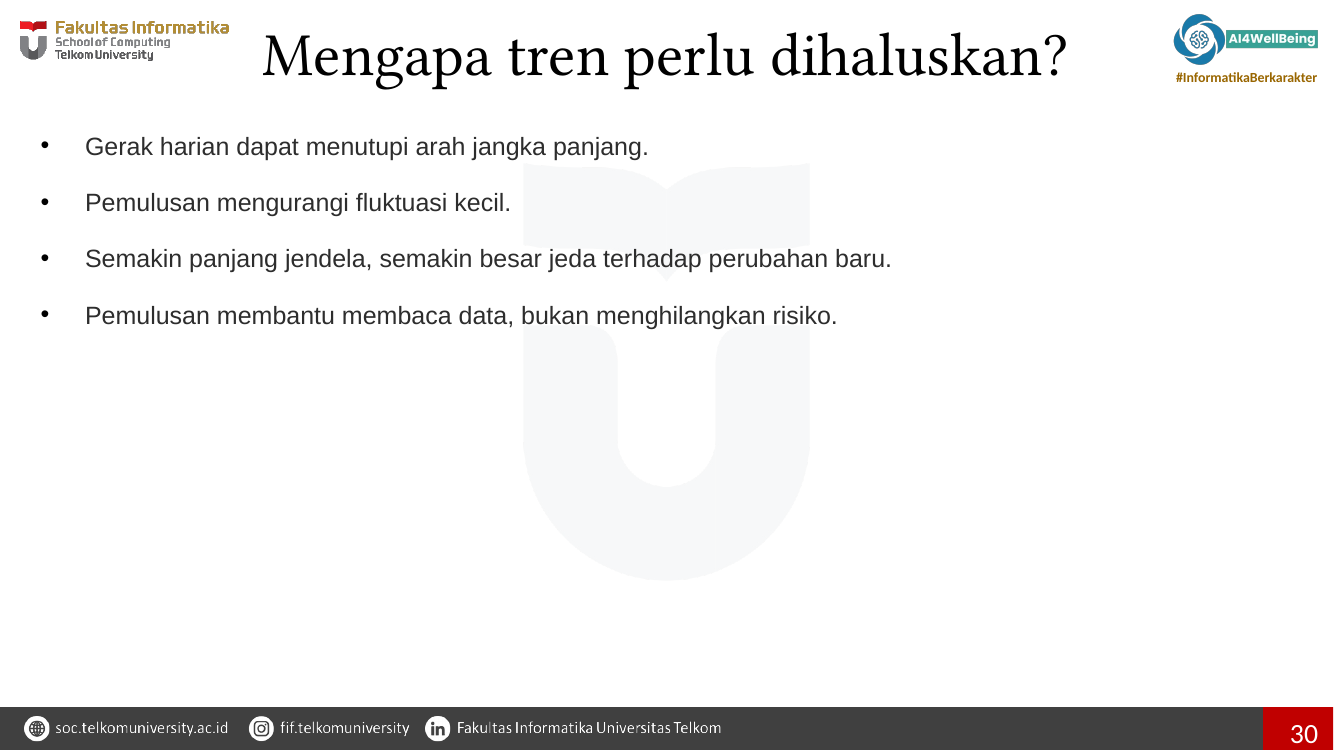 Fakultas Informatika
School of Computing
Telkom University
Mengapa tren perlu dihaluskan?
AI4WellBeing
#InformatikaBerkarakter
• Gerak harian dapat menutupi arah jangka panjang.
• Pemulusan mengurangi fluktuasi kecil.
• Semakin panjang jendela, semakin besar jeda terhadap perubahan baru.
• Pemulusan membantu membaca data, bukan menghilangkan risiko.
soc.telkomuniversity.ac.id fif.telkomuniversity Fakultas Informatika Universitas Telkom
30